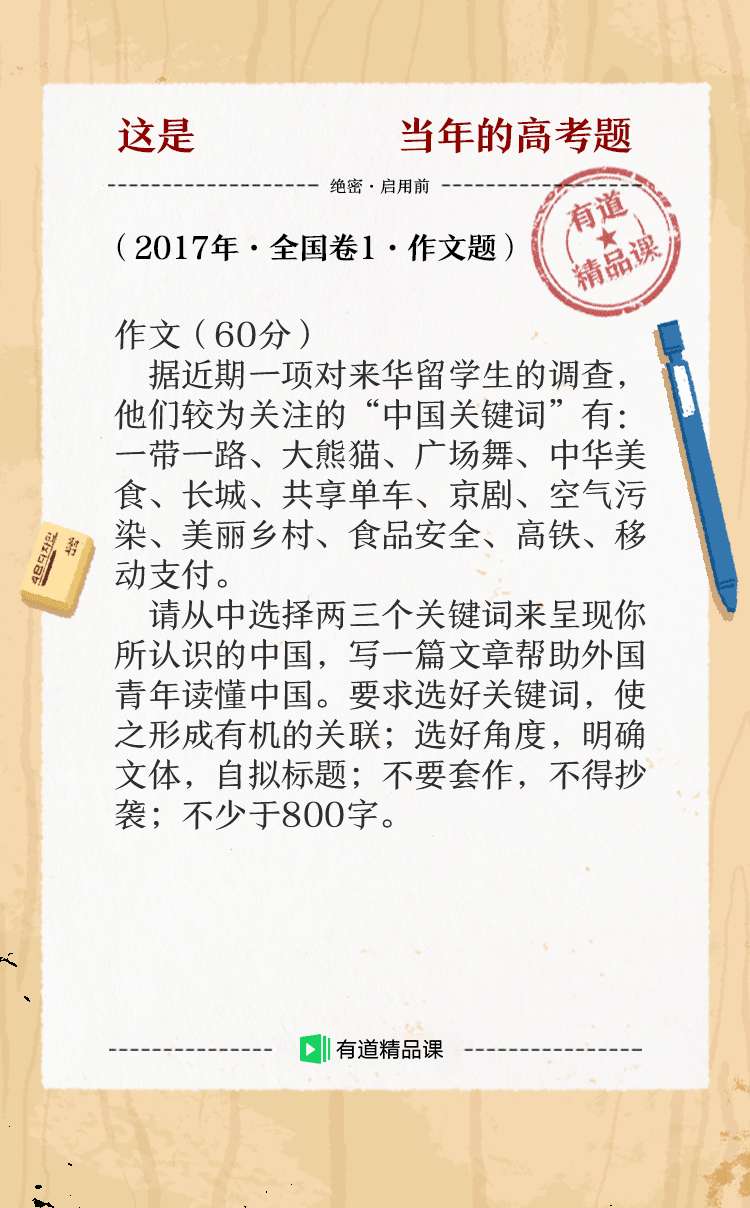 这是 当年的高考题
绝密·启用前
有道
精品课
（2017年·全国卷1·作文题）
作文（60分）
据近期一项对来华留学生的调查，
他们较为关注的“中国关键词”有：
一带一路、大熊猫、广场舞、中华美
食、长城、共享单车、京剧、空气污
染、美丽乡村、食品安全、高铁、移
动支付。
请从中选择两三个关键词来呈现你
所认识的中国，写一篇文章帮助外国
青年读懂中国。要求选好关键词，使
之形成有机的关联；选好角度，明确
文体，自拟标题；不要套作，不得抄
袭；不少于800字。
有道精品课